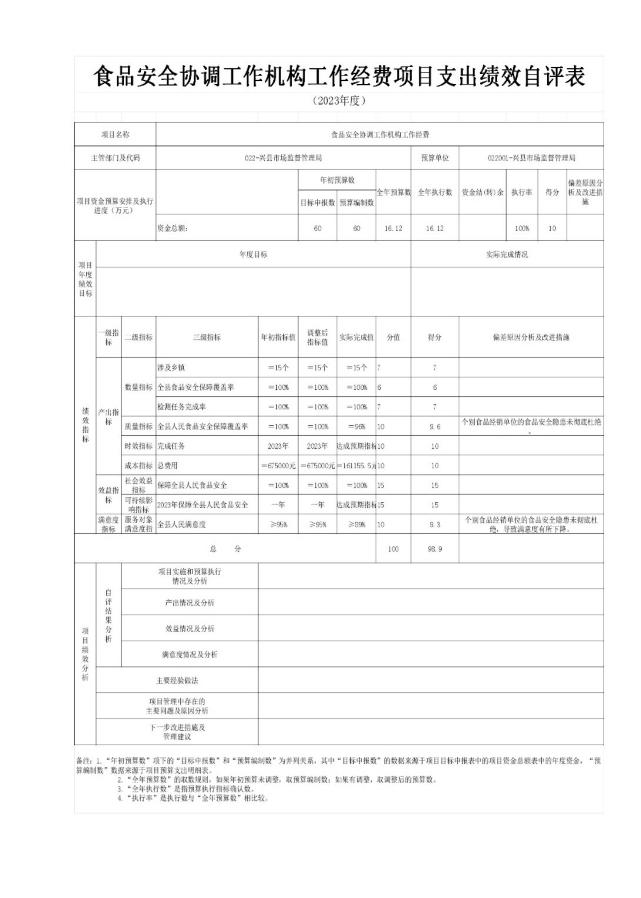 食品安全协调工作机构工作经费项目支出绩效自评表
（2023年度）
项目名称 食品安全协调工作机构工作经费
主管部门及代码 022-兴县市场监督管理局 预算单位 022001-兴县市场监督管理局
项目资金预算安排及执行进度（万元） 年初预算数 全年预算数 全年执行数 资金结(转)余 执行率 得分 偏差原因分析及改进措施
目标申报数 预算编制数
资金总额: 60 60 16.12 16.12 100% 10
项目年度绩效目标 年度目标 实际完成情况
绩效指标 一级指标 二级指标 三级指标 年初指标值 调整后指标值 实际完成值 分值 得分 偏差原因分析及改进措施
产出指标 数量指标 涉及乡镇 =15个 =15个 =15个 7 7
全县食品安全保障覆盖率 =100% =100% =100% 6 6
检测任务完成率 =100% =100% =100% 7 7
质量指标 全县人民食品安全保障覆盖率 =100% =100% =96% 10 9.6 个别食品经销单位的食品安全隐患未彻底杜绝。
时效指标 完成任务 2023年 2023年 达成预期指标 10 10
成本指标 总费用 =675000元 =675000元 =161155.5元 10 10
效益指标 社会效益指标 保障全县人民食品安全 =100% =100% =100% 15 15
可持续影响指标 2023年保障全县人民食品安全 一年 一年 达成预期指标 15 15
满意度指标 服务对象满意度指 全县人民满意度 ≥95% ≥95% ≥89% 10 9.3 个别食品经销单位的食品安全隐患未彻底杜绝，导致满意度有所下降。
总 分 100 98.9
项目绩效分析 自评结果分析 项目实施和预算执行情况及分析
产出情况及分析
效益情况及分析
满意度情况及分析
主要经验做法
项目管理中存在的主要问题及原因分析
下一步改进措施及管理建议
备注：1.“年初预算数”项下的“目标申报数”和“预算编制数”为并列关系，其中“目标申报数”的数据来源于项目目标申报表中的项目资金总额表中的年度资金，“预
算编制数”数据来源于项目预算支出明细表。
2.“全年预算数”的取数规则，如果年初预算未调整，取预算编制数；如果有调整，取调整后的预算数。
3.“全年执行数”是指预算执行指标确认数。
4.“执行率”是执行数与“全年预算数”相比较。